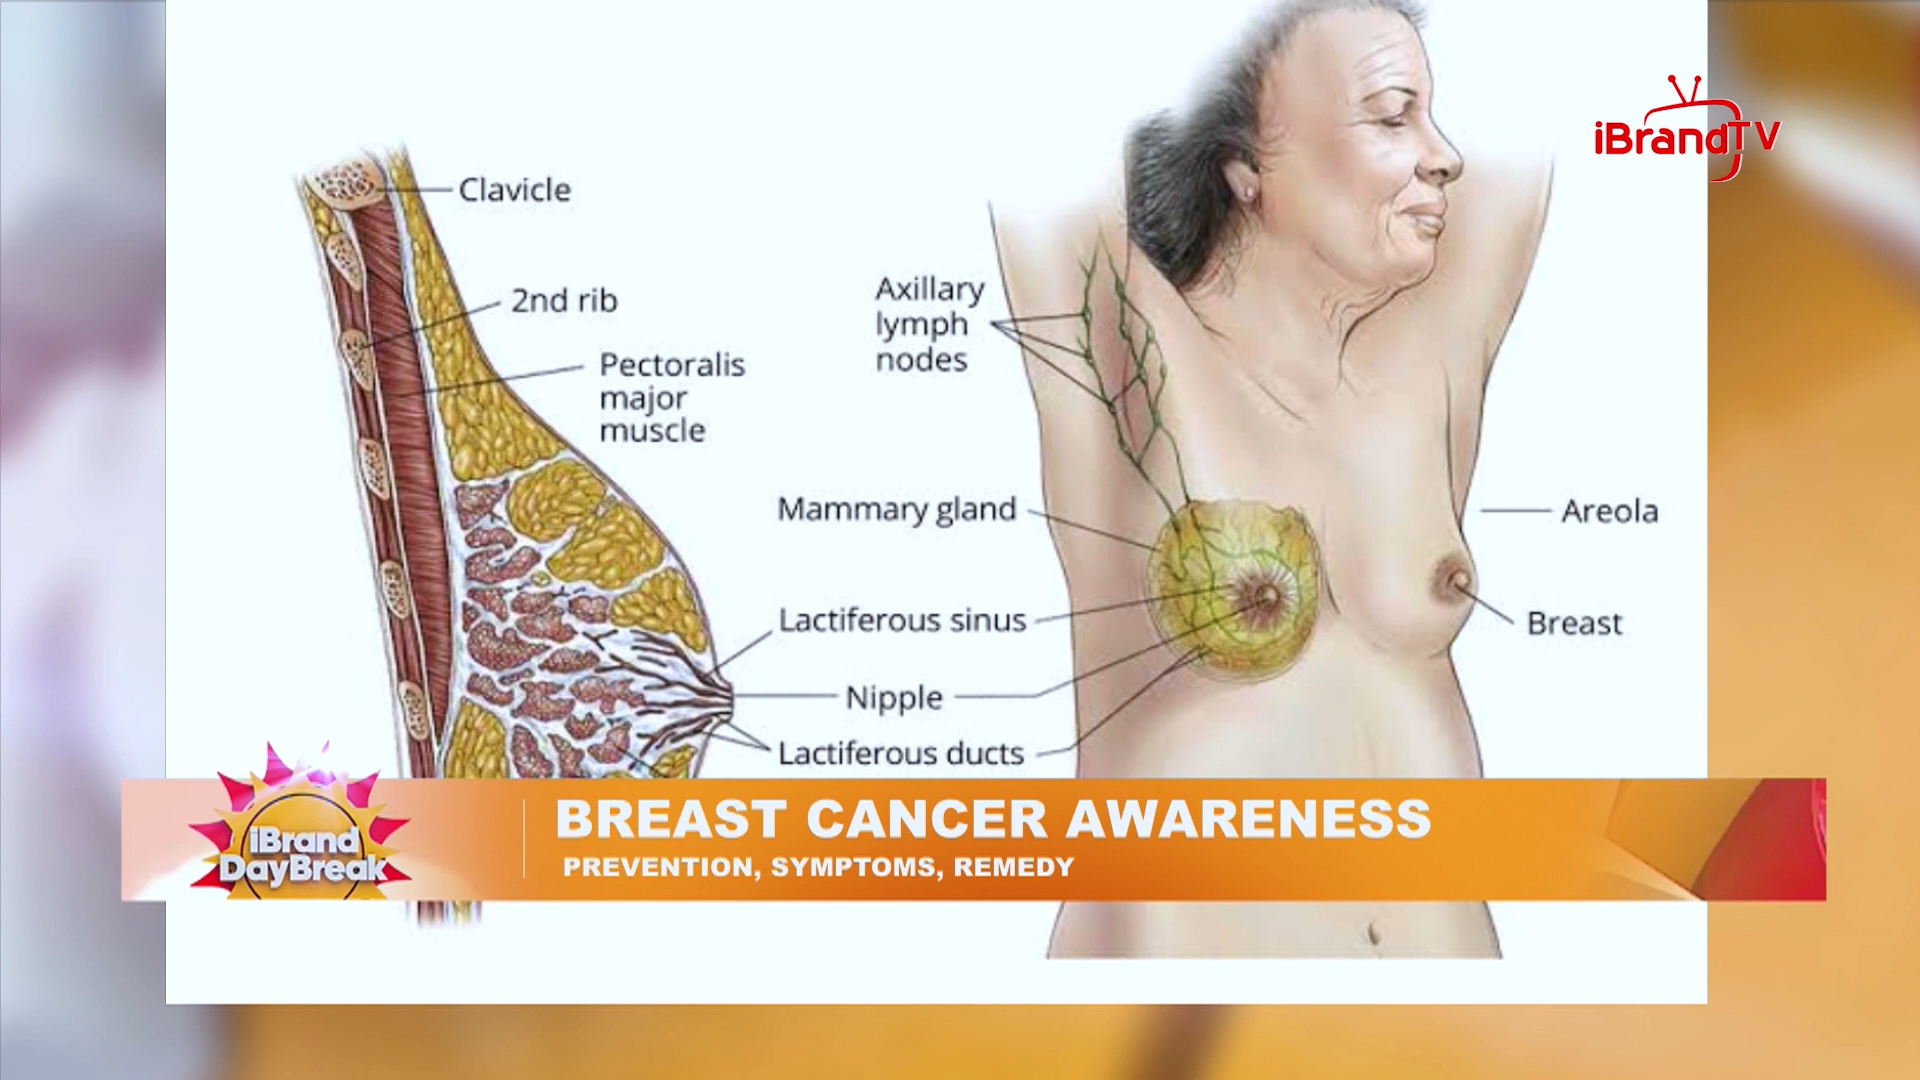 iBrandTV
Clavicle
2nd rib
Pectoralis
major
muscle
Axillary
lymph
nodes
Mammary gland
Lactiferous sinus
Nipple
Lactiferous ducts
Areola
Breast
iBrand
DayBreak
BREAST CANCER AWARENESS
PREVENTION, SYMPTOMS, REMEDY